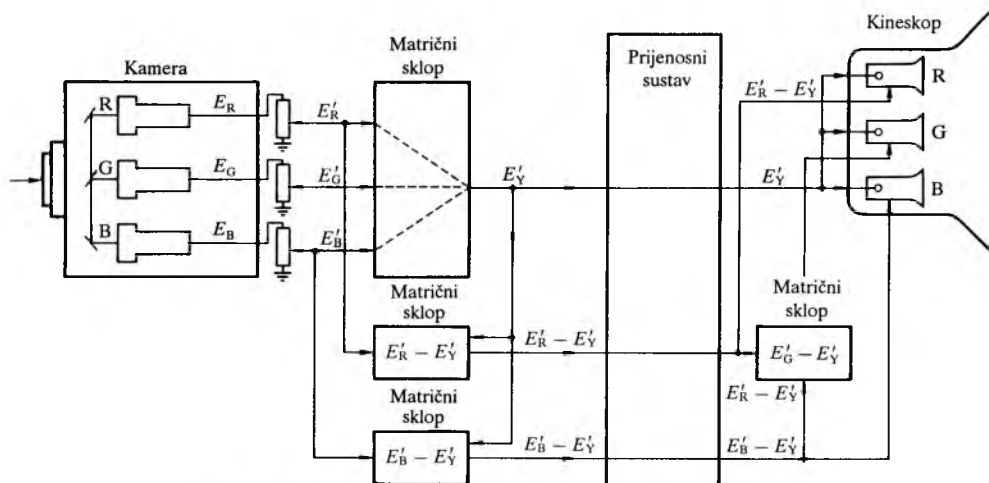 Kamera
R
E_R
G
E_G
B
E_B
E'_R
E'_G
E'_B
Matrični
sklop
E'_Y
Matrični
sklop
E'_R − E'_Y
E'_R − E'_Y
Matrični
sklop
E'_B − E'_Y
E'_B − E'_Y
Prijenosni
sustav
E'_Y
E'_R − E'_Y
Matrični
sklop
E'_G − E'_Y
E'_R − E'_Y
E'_B − E'_Y
Kineskop
R
G
B